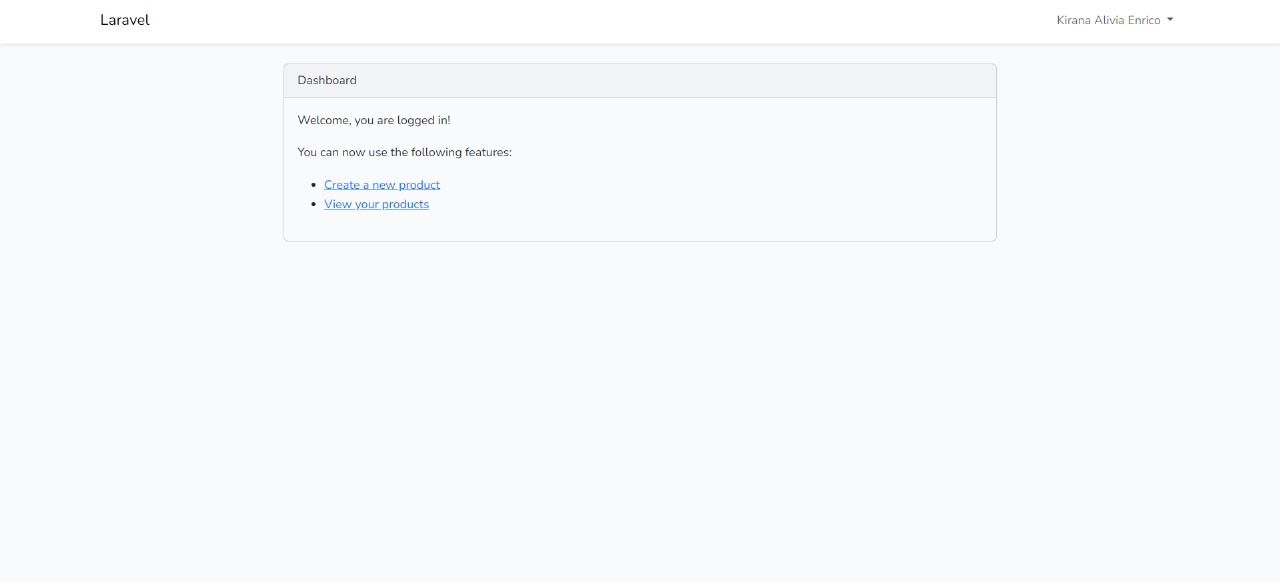 Laravel
Kirana Alivia Enrico
Dashboard
Welcome, you are logged in!
You can now use the following features:
Create a new product
View your products